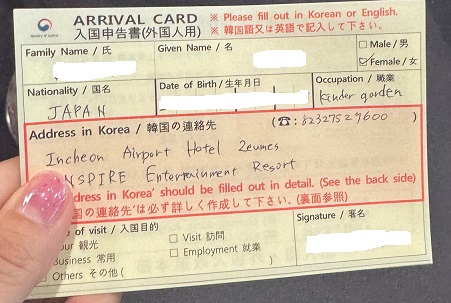 ARRIVAL CARD ※ Please fill out in Korean or English.
入国申告書(外国人用) ※ 韓国語又は英語で記入して下さい。
Family Name / 氏 Given Name / 名 □ Male / 男
Female / 女
Nationality / 国名 Date of Birth / 生年月日 Occupation / 職業
JAPAN kinder garden
Address in Korea / 韓国の連絡先 (☎: 82327529600 )
Incheon Airport Hotel 2eumes
NSPIRE Entertainment Resort
ddress in Korea' should be filled out in detail. (See the back side)
国の連絡先'は必ず詳しく作成して下さい. (裏面参照)
e of visit / 入国目的 Signature / 署名
our 観光 □ Visit 訪問
Business 常用 □ Employment 就業
Others その他 (